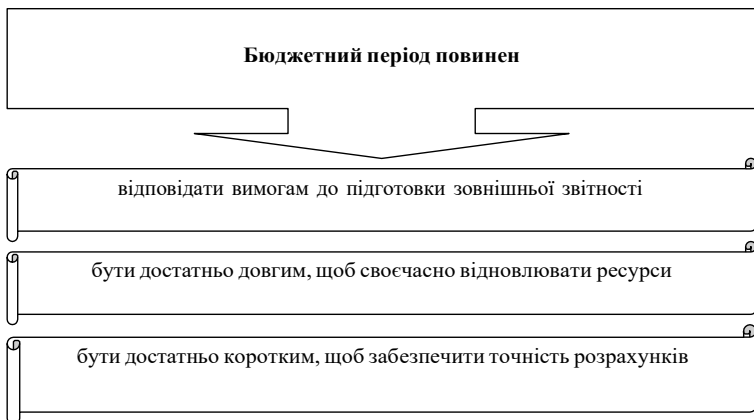 Бюджетний період повинен
відповідати вимогам до підготовки зовнішньої звітності
бути достатньо довгим, щоб своєчасно відновлювати ресурси
бути достатньо коротким, щоб забезпечити точність розрахунків